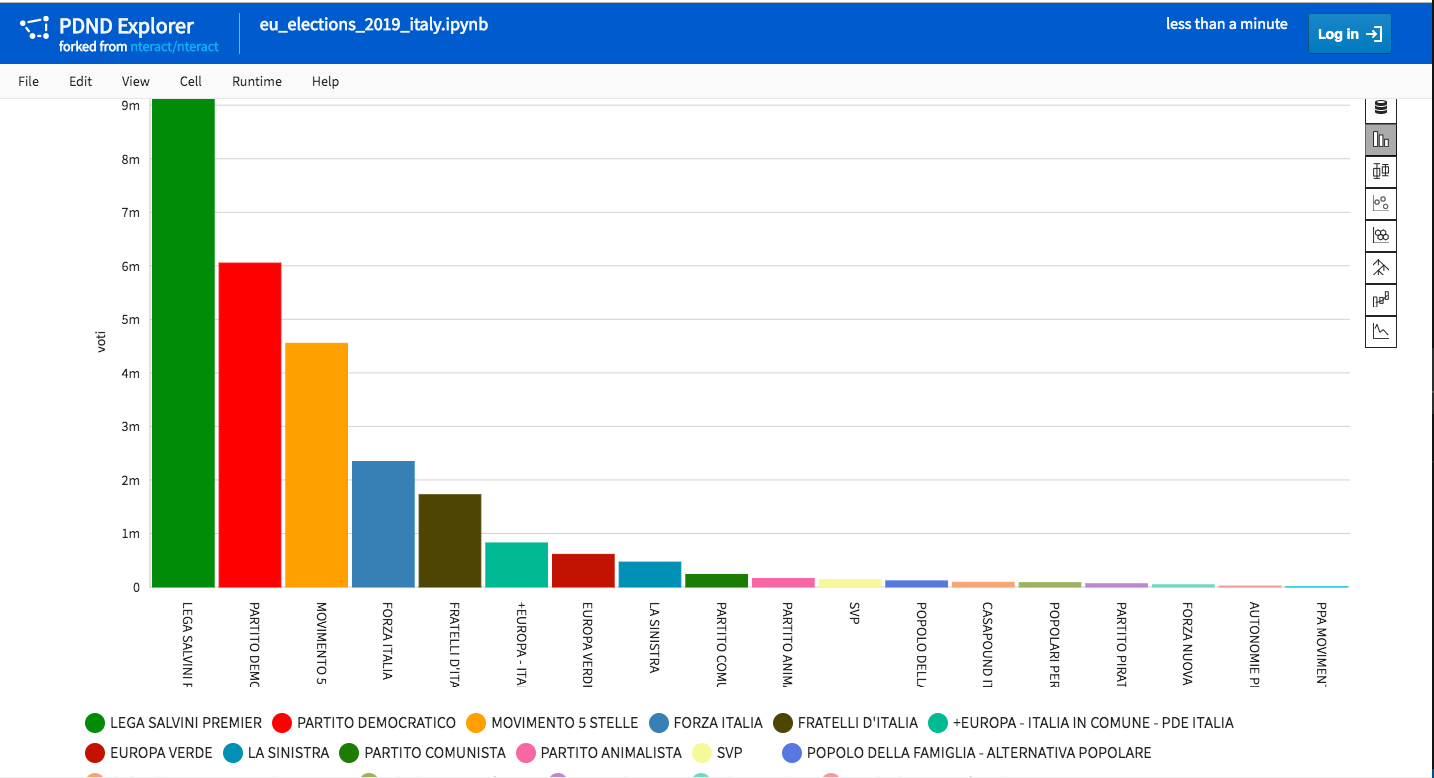 PDND Explorer
forked from nteract/nteract
eu_elections_2019_italy.ipynb
less than a minute
Log in
File Edit View Cell Runtime Help
9m
8m
7m
6m
5m
4m
3m
2m
1m
0
voti
LEGA SALVINI P
PARTITO DEMO
MOVIMENTO 5
FORZA ITALIA
FRATELLI D'ITA
+EUROPA - ITA
EUROPA VERDI
LA SINISTRA
PARTITO COMU
PARTITO ANIM
SVP
POPOLO DELLA
CASAPOUND IT
POPOLARI PER
PARTITO PIRAT
FORZA NUOVA
AUTONOMIE PE
PPA MOVIMEN
LEGA SALVINI PREMIER PARTITO DEMOCRATICO MOVIMENTO 5 STELLE FORZA ITALIA FRATELLI D'ITALIA +EUROPA - ITALIA IN COMUNE - PDE ITALIA
EUROPA VERDE LA SINISTRA PARTITO COMUNISTA PARTITO ANIMALISTA SVP POPOLO DELLA FAMIGLIA - ALTERNATIVA POPOLARE